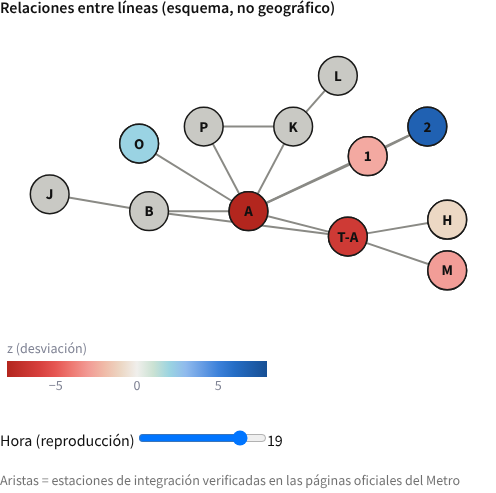 Relaciones entre líneas (esquema, no geográfico)
L
P
K
2
O
1
J
B
A
H
T-A
M
z (desviación)
−5
0
5
Hora (reproducción)
19
Aristas = estaciones de integración verificadas en las páginas oficiales del Metro